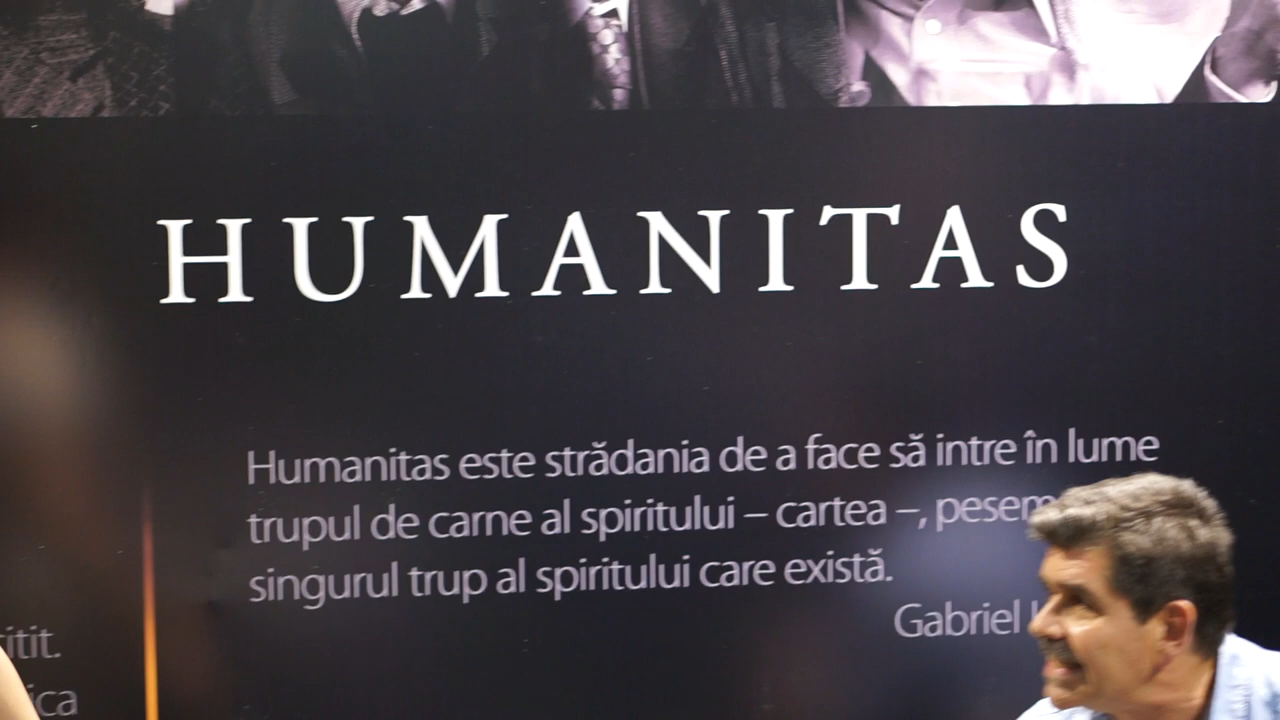 HUMANITAS
Humanitas este strădania de a face să intre în lume
trupul de carne al spiritului – cartea –, pesem
singurul trup al spiritului care există.
Gabriel
itit.
ica